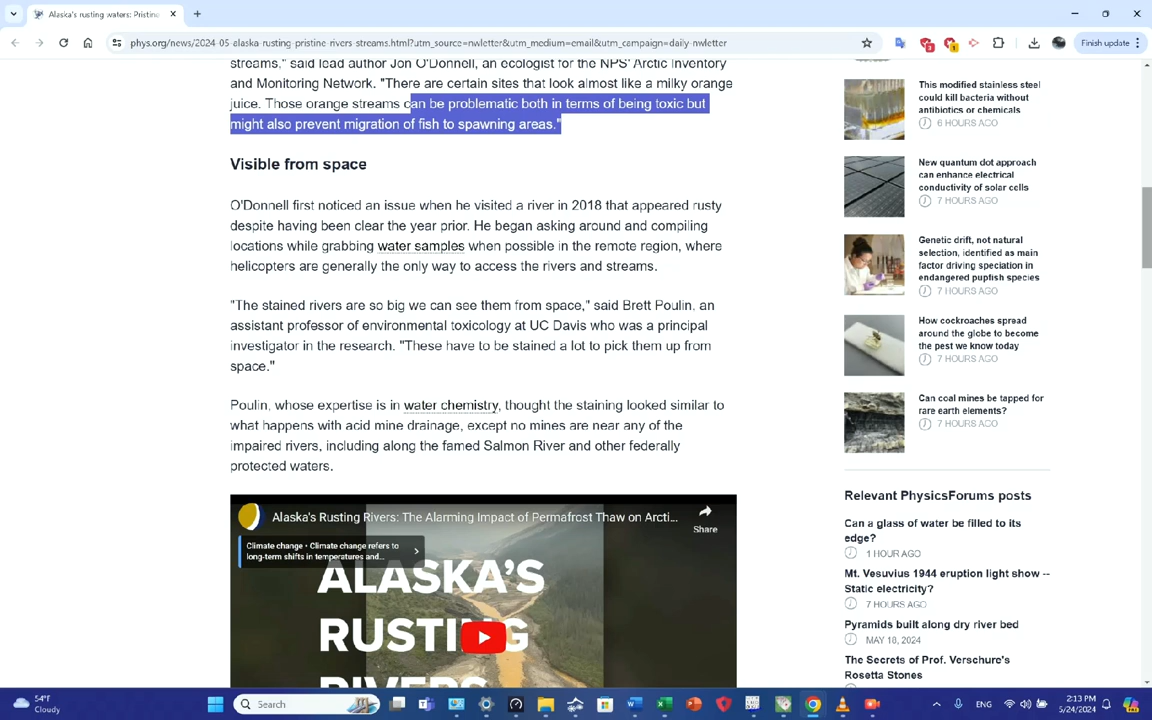 Alaska's rusting waters: Pristine
phys.org/news/2024-05-alaska-rusting-pristine-rivers-streams.html?utm_source=nwletter&utm_medium=email&utm_campaign=daily-nwletter
Finish update
streams," said lead author Jon O'Donnell, an ecologist for the NPS' Arctic Inventory
and Monitoring Network. "There are certain sites that look almost like a milky orange
juice. Those orange streams can be problematic both in terms of being toxic but
might also prevent migration of fish to spawning areas."
Visible from space
O'Donnell first noticed an issue when he visited a river in 2018 that appeared rusty
despite having been clear the year prior. He began asking around and compiling
locations while grabbing water samples when possible in the remote region, where
helicopters are generally the only way to access the rivers and streams.
"The stained rivers are so big we can see them from space," said Brett Poulin, an
assistant professor of environmental toxicology at UC Davis who was a principal
investigator in the research. "These have to be stained a lot to pick them up from
space."
Poulin, whose expertise is in water chemistry, thought the staining looked similar to
what happens with acid mine drainage, except no mines are near any of the
impaired rivers, including along the famed Salmon River and other federally
protected waters.
Alaska's Rusting Rivers: The Alarming Impact of Permafrost Thaw on Arcti...
Share
Climate change • Climate change refers to
long-term shifts in temperatures and...
ALASKA'S
RUSTING
RIVERS
This modified stainless steel
could kill bacteria without
antibiotics or chemicals
6 HOURS AGO
New quantum dot approach
can enhance electrical
conductivity of solar cells
7 HOURS AGO
Genetic drift, not natural
selection, identified as main
factor driving speciation in
endangered pupfish species
7 HOURS AGO
How cockroaches spread
around the globe to become
the pest we know today
7 HOURS AGO
Can coal mines be tapped for
rare earth elements?
7 HOURS AGO
Relevant PhysicsForums posts
Can a glass of water be filled to its
edge?
1 HOUR AGO
Mt. Vesuvius 1944 eruption light show --
Static electricity?
7 HOURS AGO
Pyramids built along dry river bed
MAY 18, 2024
The Secrets of Prof. Verschure's
Rosetta Stones
54°F
Cloudy
Search
ENG
2:13 PM
5/24/2024